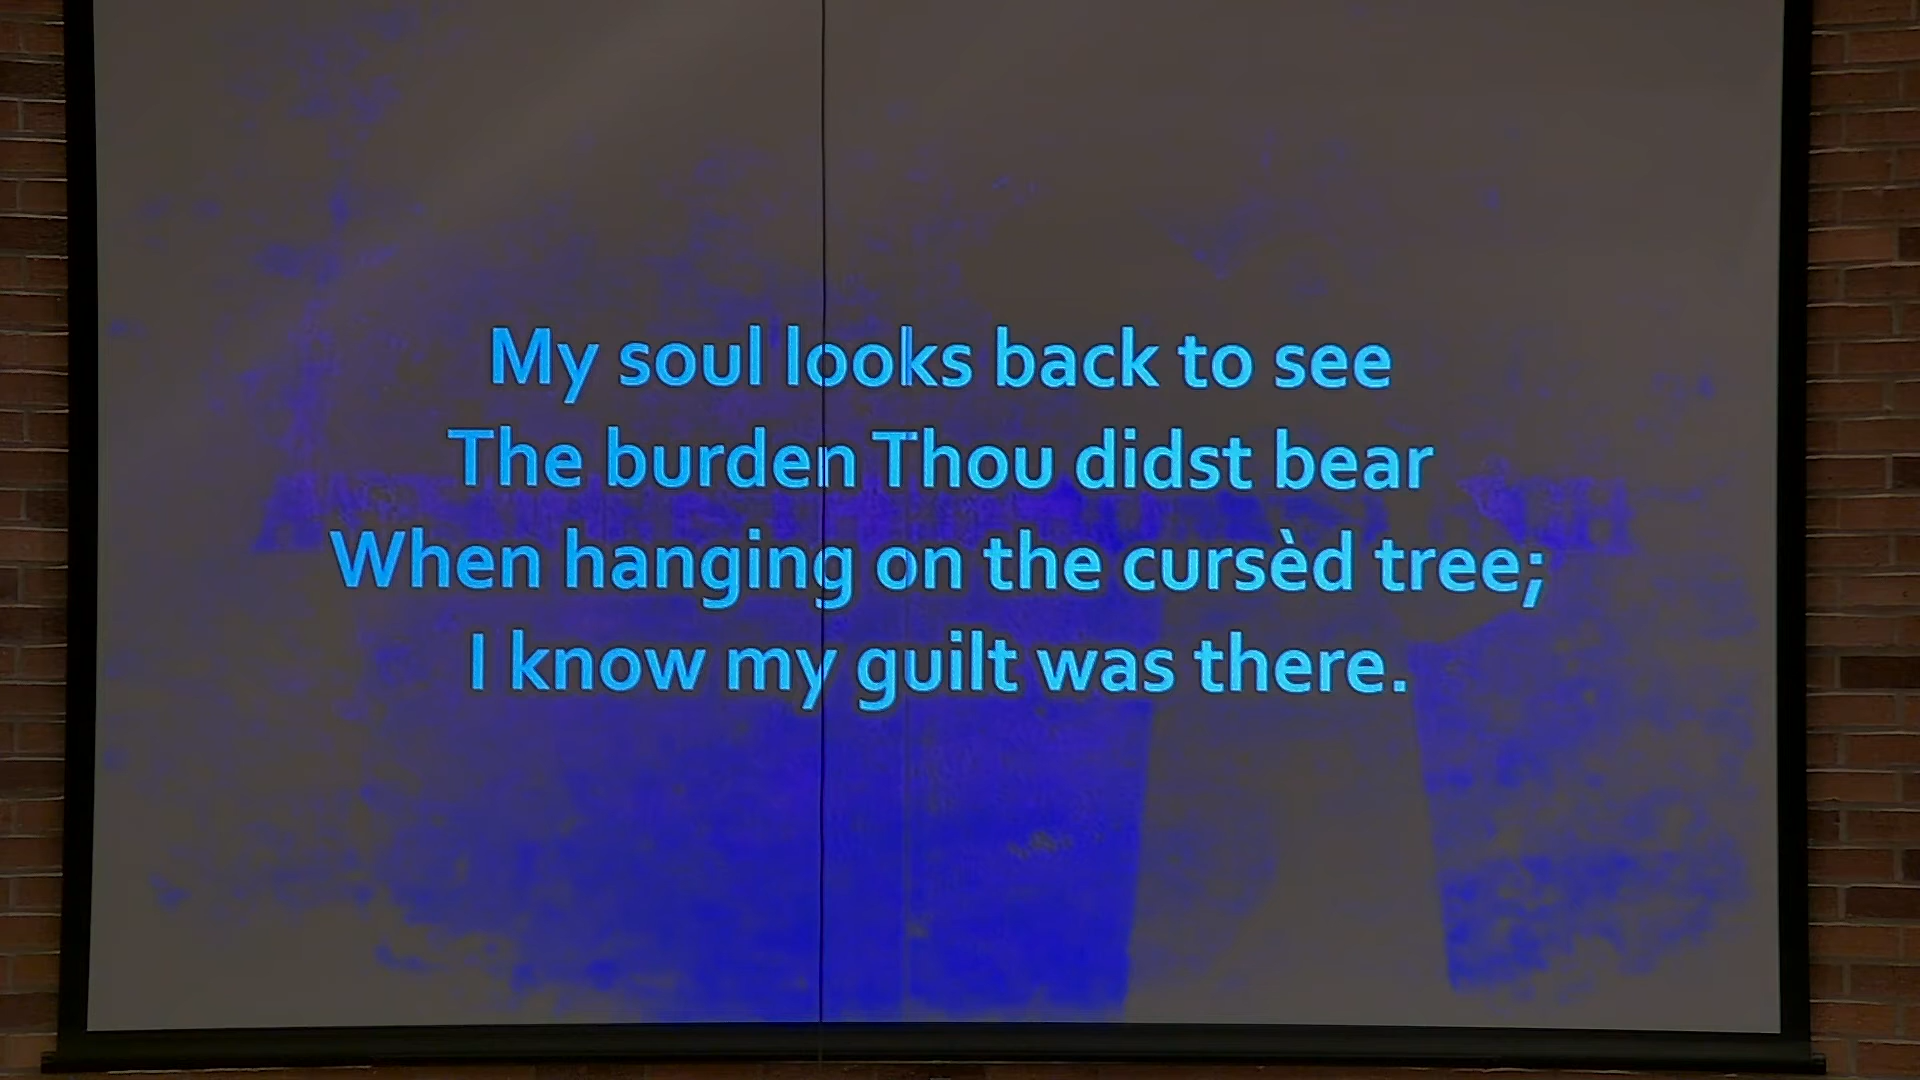 My soul looks back to see
The burden Thou didst bear
When hanging on the cursèd tree;
I know my guilt was there.